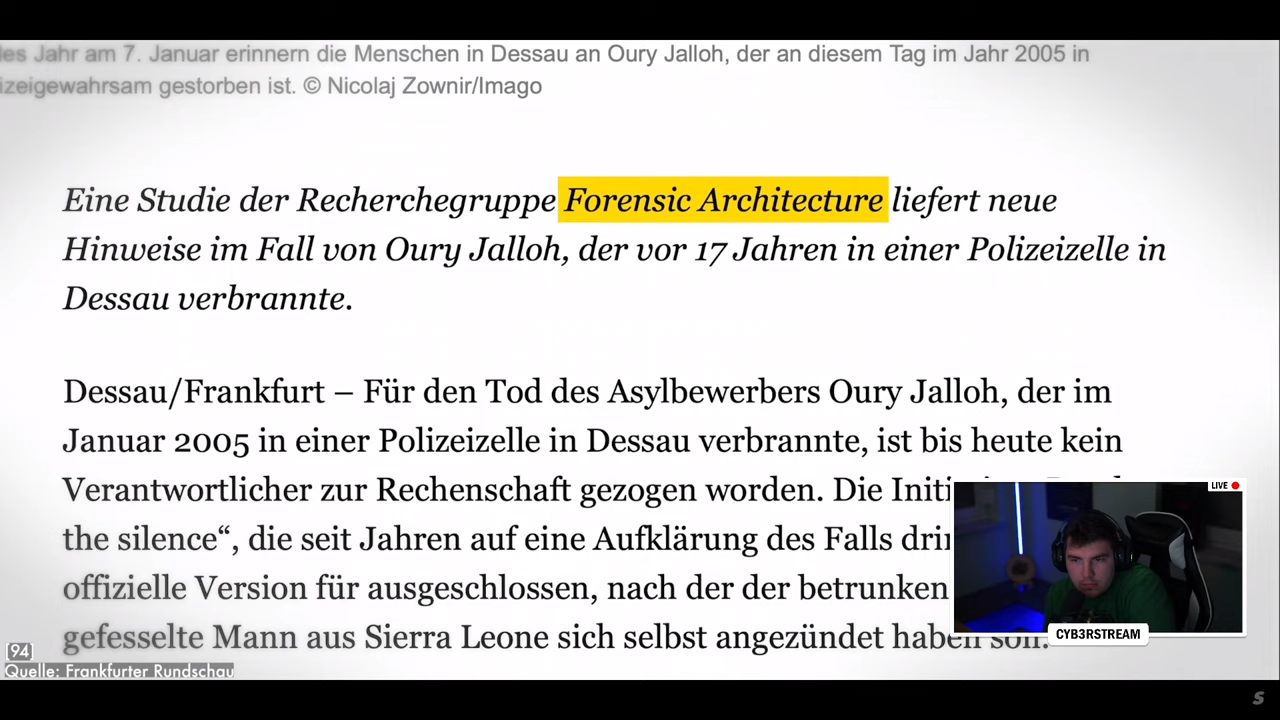 les Jahr am 7. Januar erinnern die Menschen in Dessau an Oury Jalloh, der an diesem Tag im Jahr 2005 in
izeigewahrsam gestorben ist. © Nicolaj Zownir/Imago
Eine Studie der Recherchegruppe Forensic Architecture liefert neue
Hinweise im Fall von Oury Jalloh, der vor 17 Jahren in einer Polizeizelle in
Dessau verbrannte.
Dessau/Frankfurt – Für den Tod des Asylbewerbers Oury Jalloh, der im
Januar 2005 in einer Polizeizelle in Dessau verbrannte, ist bis heute kein
Verantwortlicher zur Rechenschaft gezogen worden. Die
the silence“, die seit Jahren auf eine Aufklärung des Falls
offizielle Version für ausgeschlossen, nach der der betrunken
gefesselte Mann aus Sierra Leone sich selbst angezündet haben soll.
LIVE
CYB3RSTREAM
94
Quelle: Frankfurter Rundschau
S